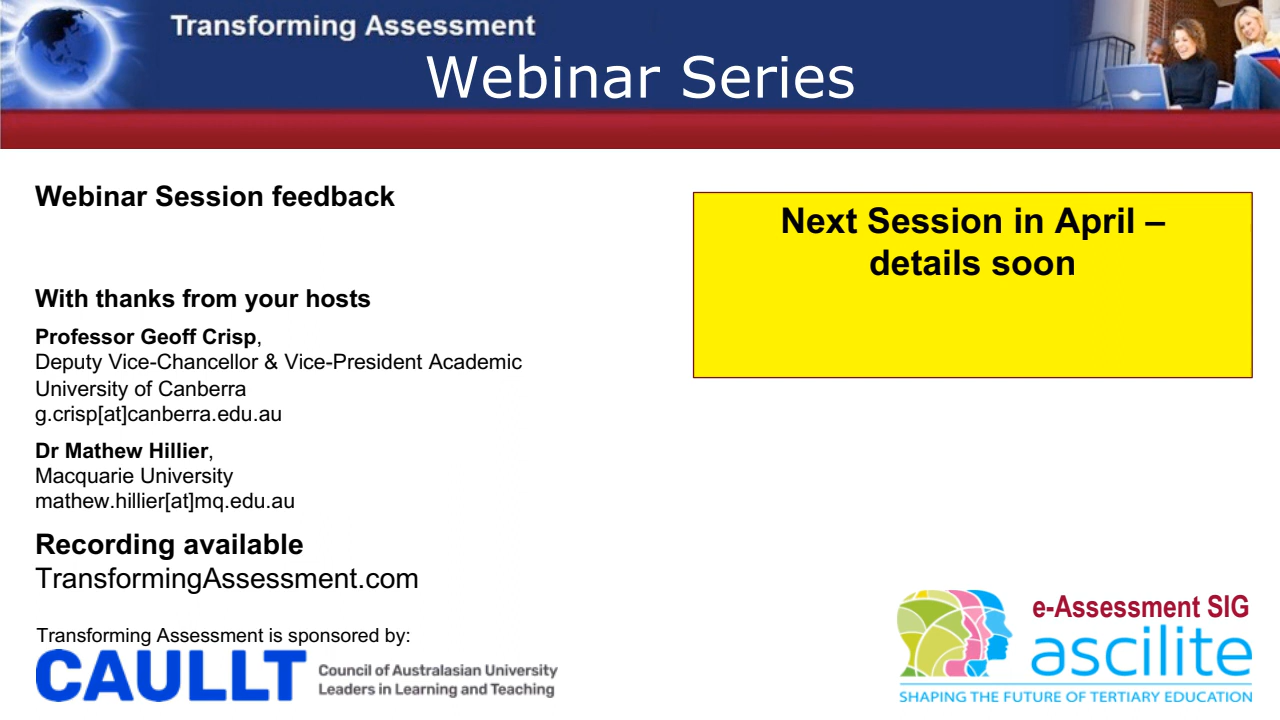 Transforming Assessment
Webinar Series
Webinar Session feedback
With thanks from your hosts
Professor Geoff Crisp,
Deputy Vice-Chancellor & Vice-President Academic
University of Canberra
g.crisp[at]canberra.edu.au
Dr Mathew Hillier,
Macquarie University
mathew.hillier[at]mq.edu.au
Recording available
TransformingAssessment.com
Transforming Assessment is sponsored by:
CAULLT
Council of Australasian University
Leaders in Learning and Teaching
Next Session in April –
details soon
e-Assessment SIG
ascilite
SHAPING THE FUTURE OF TERTIARY EDUCATION